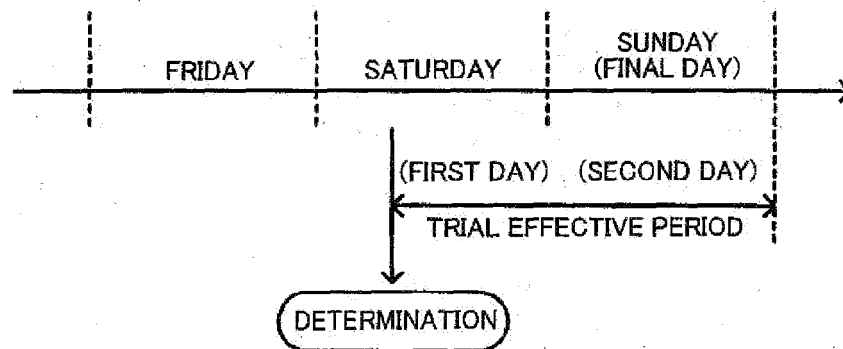 FRIDAY
SATURDAY
SUNDAY
(FINAL DAY)
(FIRST DAY)
(SECOND DAY)
TRIAL EFFECTIVE PERIOD
DETERMINATION